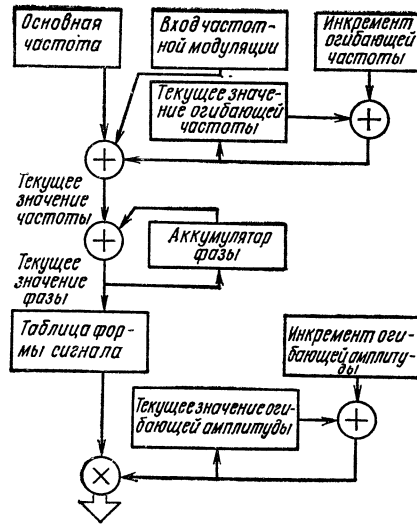 Основная
частота
Вход частот-
ной модуляции
Инкремент
огибающей
частоты
Текущее значе-
ние огибающей
частоты
+
+
Текущее
значение
частоты
+
Аккумулятор
фазы
Текущее
значение
фазы
Таблица фор-
мы сигнала
Инкремент оги-
бающей амплиту-
ды
Текущее значение оги-
бающей амплитуды
+
×